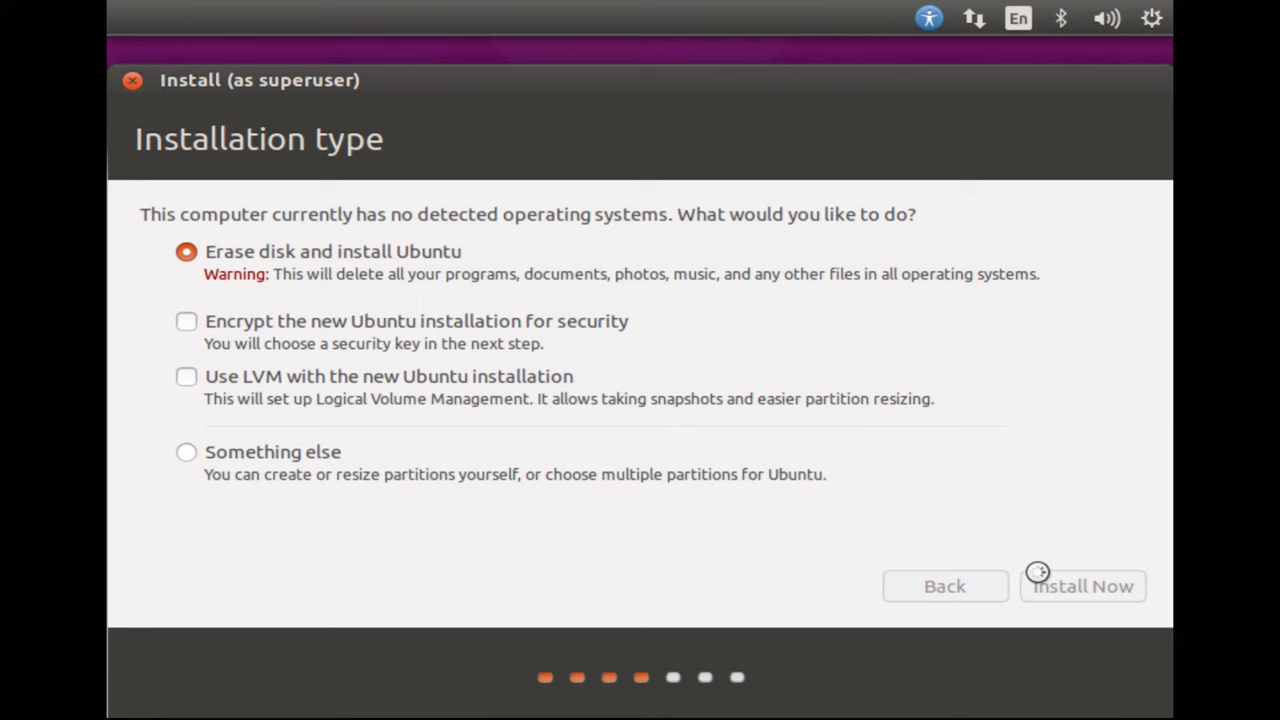 En
Install (as superuser)
Installation type
This computer currently has no detected operating systems. What would you like to do?
Erase disk and install Ubuntu
Warning: This will delete all your programs, documents, photos, music, and any other files in all operating systems.
Encrypt the new Ubuntu installation for security
You will choose a security key in the next step.
Use LVM with the new Ubuntu installation
This will set up Logical Volume Management. It allows taking snapshots and easier partition resizing.
Something else
You can create or resize partitions yourself, or choose multiple partitions for Ubuntu.
Back
Install Now